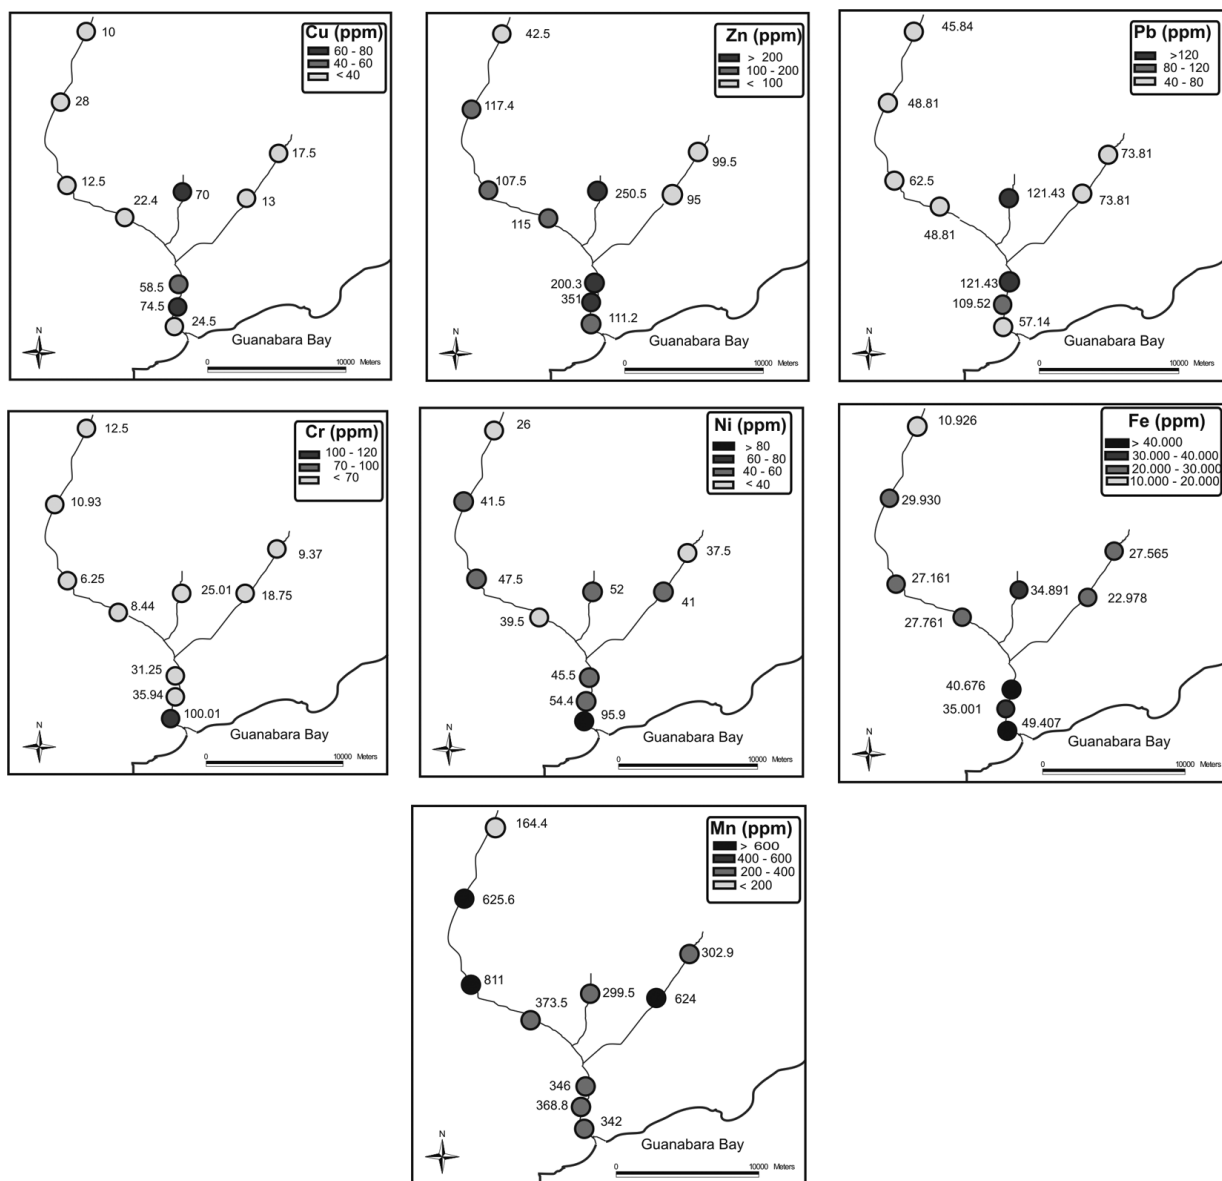 Cu (ppm)
60 - 80
40 - 60
< 40
10
28
12.5
22.4
70
17.5
13
58.5
74.5
24.5
Guanabara Bay
N
0 10000 Meters
Zn (ppm)
> 200
100 - 200
< 100
42.5
117.4
107.5
115
250.5
99.5
95
200.3
351
111.2
Guanabara Bay
N
0 10000 Meters
Pb (ppm)
>120
80 - 120
40 - 80
45.84
48.81
62.5
48.81
121.43
73.81
73.81
121.43
109.52
57.14
Guanabara Bay
N
0 10000 Meters
Cr (ppm)
100 - 120
70 - 100
< 70
12.5
10.93
6.25
8.44
25.01
9.37
18.75
31.25
35.94
100.01
Guanabara Bay
N
0 10000 Meters
Ni (ppm)
> 80
60 - 80
40 - 60
< 40
26
41.5
47.5
39.5
52
37.5
41
45.5
54.4
95.9
Guanabara Bay
N
0 10000 Meters
Fe (ppm)
> 40.000
30.000 - 40.000
20.000 - 30.000
10.000 - 20.000
10.926
29.930
27.161
27.761
34.891
27.565
22.978
40.676
35.001
49.407
Guanabara Bay
N
0 10000 Meters
Mn (ppm)
> 600
400 - 600
200 - 400
< 200
164.4
625.6
811
373.5
299.5
302.9
624
346
368.8
342
Guanabara Bay
N
0 10000 Meters